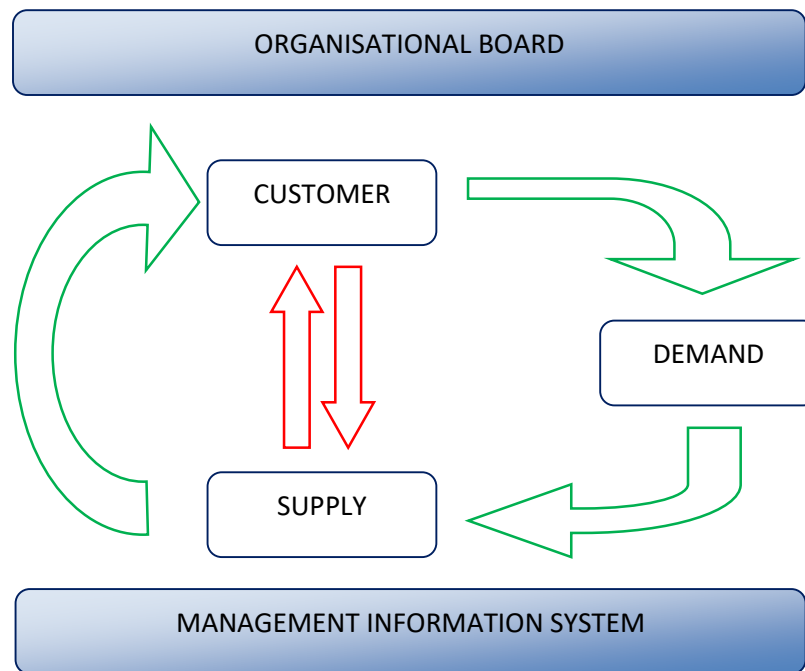 ORGANISATIONAL BOARD
CUSTOMER
DEMAND
SUPPLY
MANAGEMENT INFORMATION SYSTEM